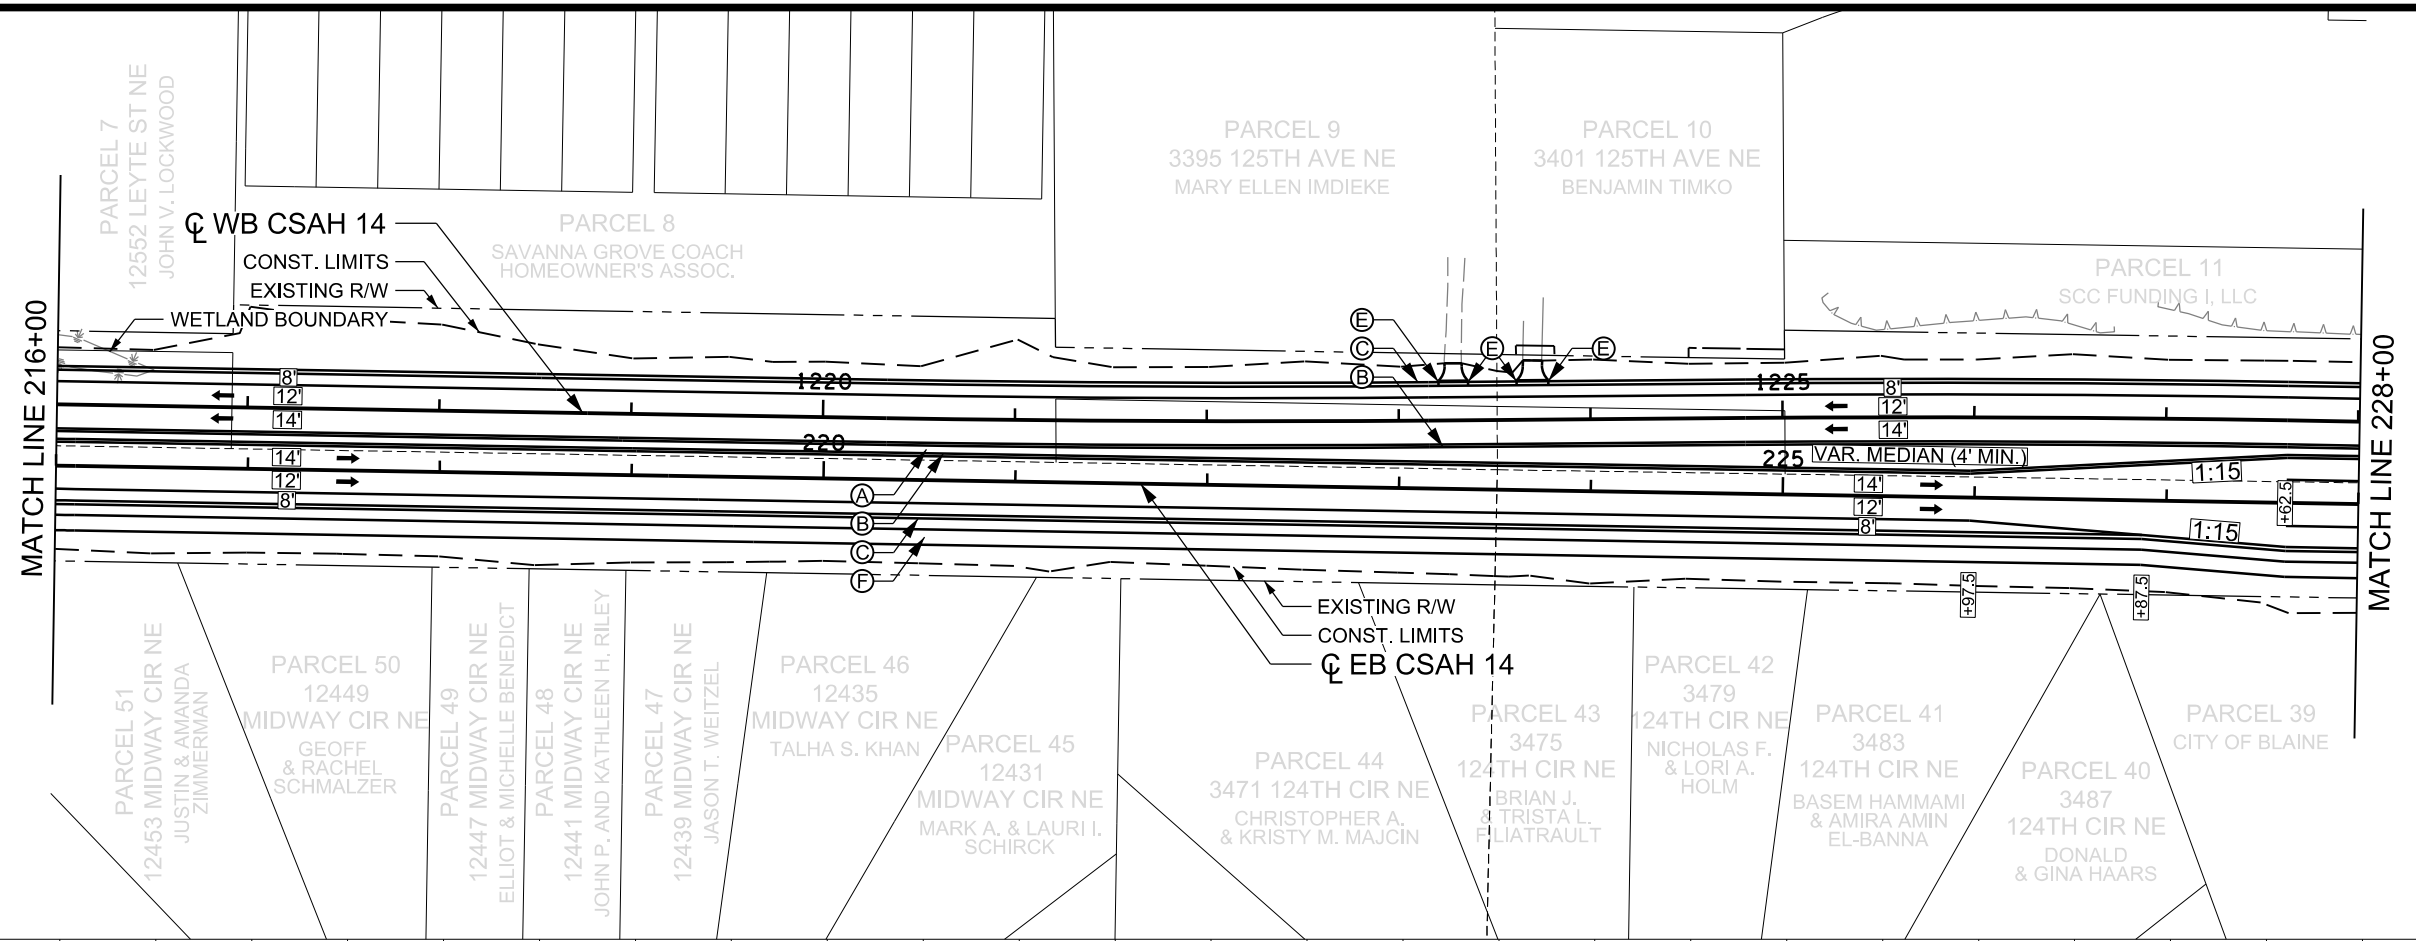 PARCEL 7
12552 LEYTE ST NE
JOHN V. LOCKWOOD
PARCEL 8
SAVANNA GROVE COACH
HOMEOWNER'S ASSOC.
PARCEL 9
3395 125TH AVE NE
MARY ELLEN IMDIEKE
PARCEL 10
3401 125TH AVE NE
BENJAMIN TIMKO
PARCEL 11
SCC FUNDING I, LLC
℄ WB CSAH 14
CONST. LIMITS
EXISTING R/W
WETLAND BOUNDARY
MATCH LINE 216+00
MATCH LINE 228+00
E
C
B
E
E
8'
12'
14'
14'
12'
8'
1220
220
1225
225
8'
12'
14'
VAR. MEDIAN (4' MIN.)
14'
12'
8'
1:15
1:15
+62.5
+97.5
+87.5
A
B
C
F
EXISTING R/W
CONST. LIMITS
℄ EB CSAH 14
PARCEL 51
12453 MIDWAY CIR NE
JUSTIN & AMANDA
ZIMMERMAN
PARCEL 50
12449
MIDWAY CIR NE
GEOFF
& RACHEL
SCHMALZER
PARCEL 49
12447 MIDWAY CIR NE
ELLIOT & MICHELLE BENEDICT
PARCEL 48
12441 MIDWAY CIR NE
JOHN P. AND KATHLEEN H. RILEY
PARCEL 47
12439 MIDWAY CIR NE
JASON T. WEITZEL
PARCEL 46
12435
MIDWAY CIR NE
TALHA S. KHAN
PARCEL 45
12431
MIDWAY CIR NE
MARK A. & LAURI I.
SCHIRCK
PARCEL 44
3471 124TH CIR NE
CHRISTOPHER A.
& KRISTY M. MAJCIN
PARCEL 43
3475
124TH CIR NE
BRIAN J.
& TRISTA L.
FILIATRAULT
PARCEL 42
3479
124TH CIR NE
NICHOLAS F.
& LORI A.
HOLM
PARCEL 41
3483
124TH CIR NE
BASEM HAMMAMI
& AMIRA AMIN
EL-BANNA
PARCEL 40
3487
124TH CIR NE
DONALD
& GINA HAARS
PARCEL 39
CITY OF BLAINE